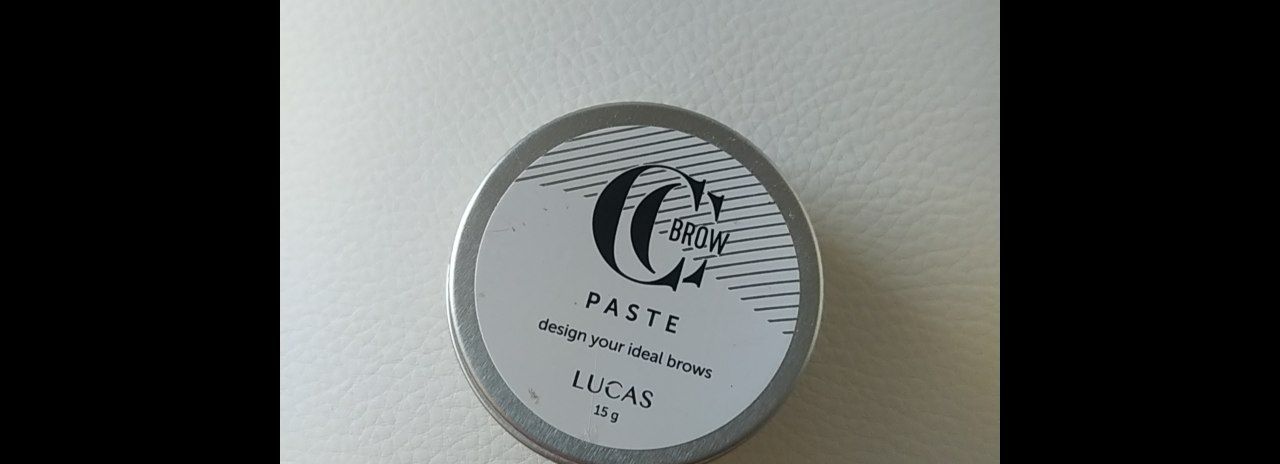 CC
BROW
PASTE
design your ideal brows
LUCAS
15 g